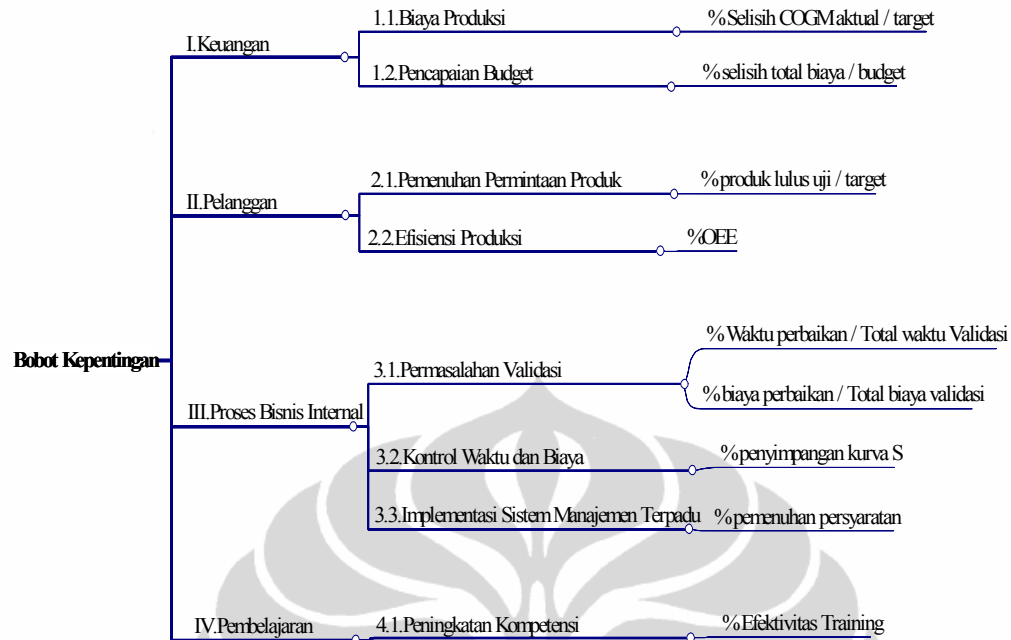 Bobot Kepentingan
I.Keuangan
1.1.Biaya Produksi
% Selisih COGM aktual / target
1.2.Pencapaian Budget
% selisih total biaya / budget
II.Pelanggan
2.1.Pemenuhan Permintaan Produk
% produk lulus uji / target
2.2.Efisiensi Produksi
%OEE
III.Proses Bisnis Internal
3.1.Permasalahan Validasi
% Waktu perbaikan / Total waktu Validasi
% biaya perbaikan / Total biaya validasi
3.2.Kontrol Waktu dan Biaya
% penyimpangan kurva S
3.3.Implementasi Sistem Manajemen Terpadu
% pemenuhan persyaratan
IV.Pembelajaran
4.1.Peningkatan Kompetensi
% Efektivitas Training